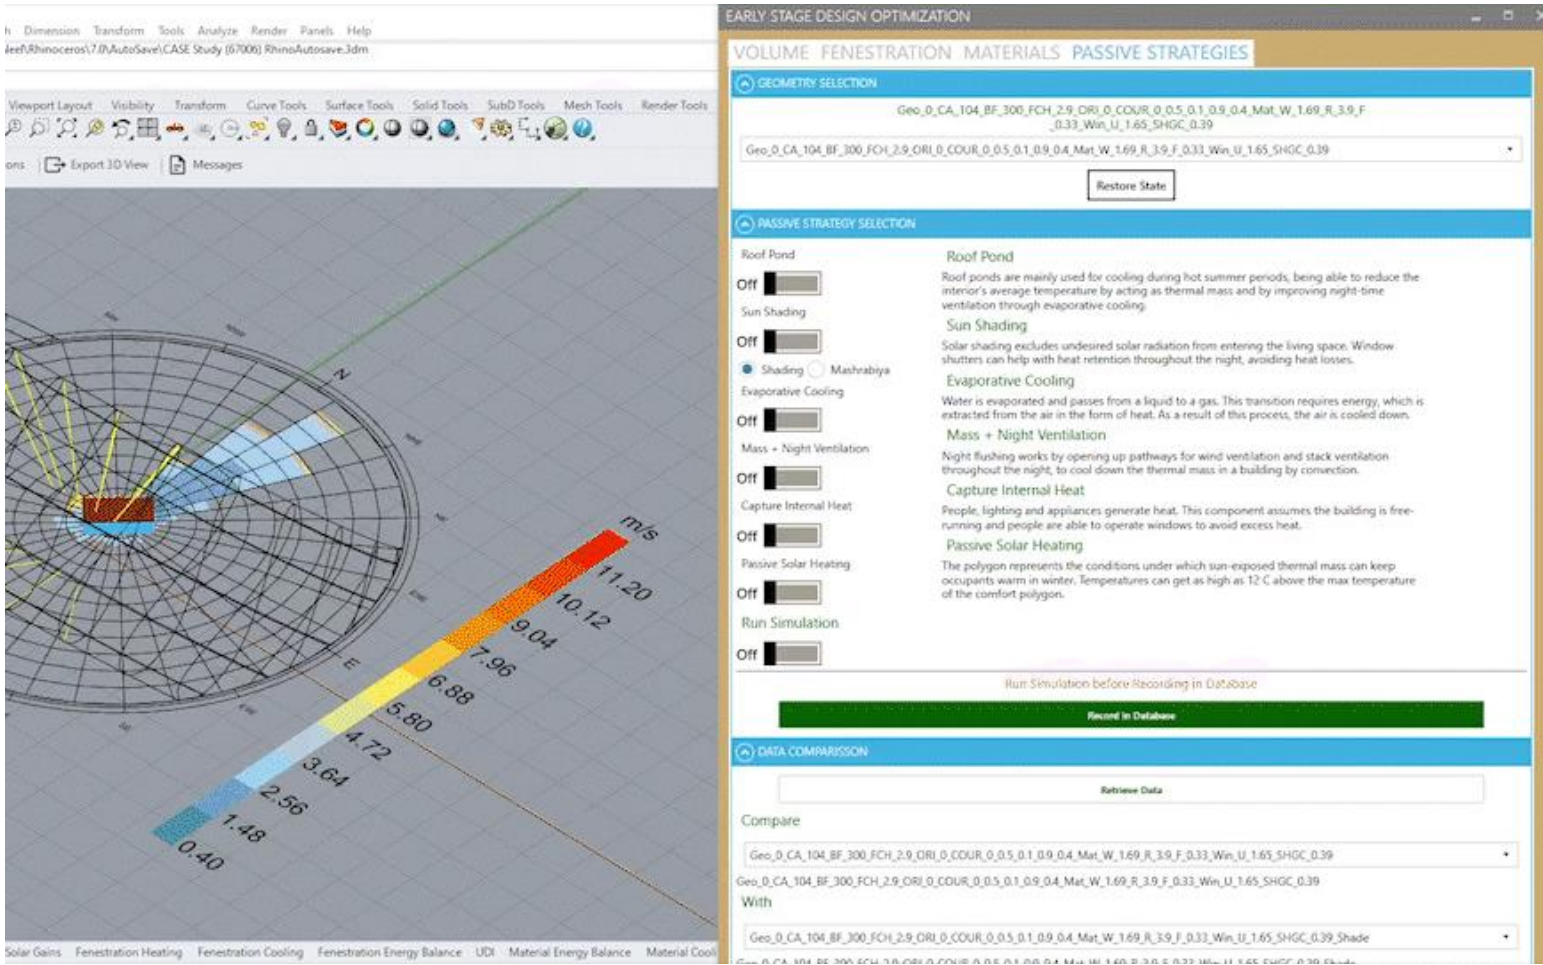 EARLY STAGE DESIGN OPTIMIZATION
Dimension Transform Tools Analyze Render Panels Help
\Rhinoceros\7.0\AutoSave\CASE Study (67006) RhinoAutosave.3dm
VOLUME FENESTRATION MATERIALS PASSIVE STRATEGIES
GEOMETRY SELECTION
Viewport Layout Visibility Transform Curve Tools Surface Tools Solid Tools SubD Tools Mesh Tools Render Tools
Geo_0_CA_104_BF_300_FCH_2.9_ORI_0_COUR_0_0.5_0.1_0.9_0.4_Mat_W_1.69_R_3.9_F
_0.33_Win_U_1.65_SHGC_0.39
Geo_0_CA_104_BF_300_FCH_2.9_ORI_0_COUR_0_0.5_0.1_0.9_0.4_Mat_W_1.69_R_3.9_F_0.33_Win_U_1.65_SHGC_0.39
ons Export 3D View Messages
Restore State
PASSIVE STRATEGY SELECTION
Roof Pond
Off
Sun Shading
Off
Shading Mashrabiya
Evaporative Cooling
Off
Mass + Night Ventilation
Off
Capture Internal Heat
Off
Passive Solar Heating
Off
Run Simulation
Off
Roof Pond
Roof ponds are mainly used for cooling during hot summer periods, being able to reduce the
interior's average temperature by acting as thermal mass and by improving night-time
ventilation through evaporative cooling.
Sun Shading
Solar shading excludes undesired solar radiation from entering the living space. Window
shutters can help with heat retention throughout the night, avoiding heat losses.
Evaporative Cooling
Water is evaporated and passes from a liquid to a gas. This transition requires energy, which is
extracted from the air in the form of heat. As a result of this process, the air is cooled down.
Mass + Night Ventilation
Night flushing works by opening up pathways for wind ventilation and stack ventilation
throughout the night, to cool down the thermal mass in a building by convection.
Capture Internal Heat
People, lighting and appliances generate heat. This component assumes the building is free-
running and people are able to operate windows to avoid excess heat.
Passive Solar Heating
The polygon represents the conditions under which sun-exposed thermal mass can keep
occupants warm in winter. Temperatures can get as high as 12 C above the max temperature
of the comfort polygon.
N
E
m/s
11.20
10.12
9.04
7.96
6.88
5.80
4.72
3.64
2.56
1.48
0.40
Run Simulation before Recording in Database
Record in Database
DATA COMPARISSON
Retrieve Data
Compare
Geo_0_CA_104_BF_300_FCH_2.9_ORI_0_COUR_0_0.5_0.1_0.9_0.4_Mat_W_1.69_R_3.9_F_0.33_Win_U_1.65_SHGC_0.39
Geo_0_CA_104_BF_300_FCH_2.9_ORI_0_COUR_0_0.5_0.1_0.9_0.4_Mat_W_1.69_R_3.9_F_0.33_Win_U_1.65_SHGC_0.39
With
Geo_0_CA_104_BF_300_FCH_2.9_ORI_0_COUR_0_0.5_0.1_0.9_0.4_Mat_W_1.69_R_3.9_F_0.33_Win_U_1.65_SHGC_0.39_Shade
Solar Gains Fenestration Heating Fenestration Cooling Fenestration Energy Balance UDI Material Energy Balance Material Cooli